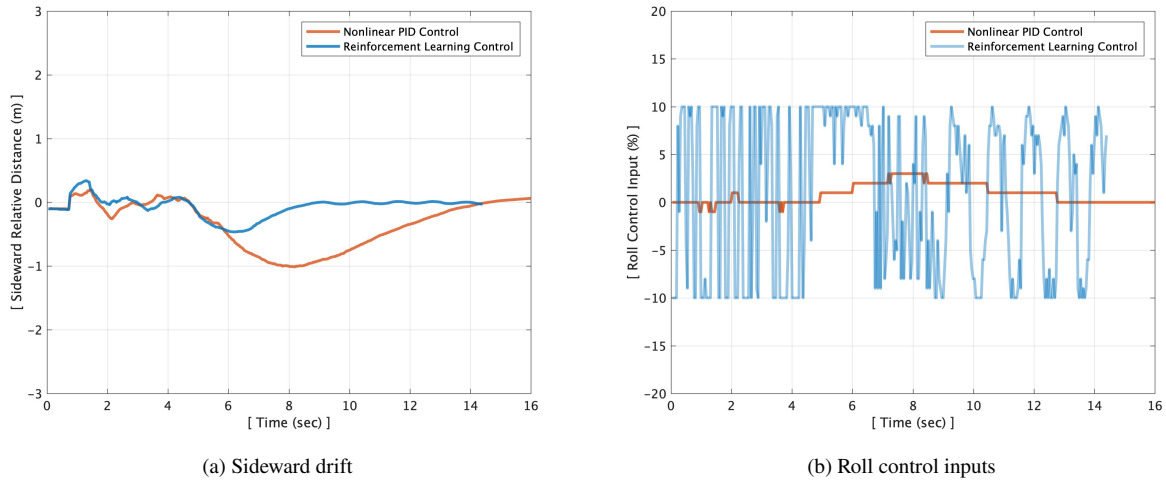 3
2
1
0
-1
-2
-3
[ Sideward Relative Distance (m) ]
Nonlinear PID Control
Reinforcement Learning Control
0 2 4 6 8 10 12 14 16
[ Time (sec) ]
(a) Sideward drift
20
15
10
5
0
-5
-10
-15
-20
[ Roll Control Input (%) ]
Nonlinear PID Control
Reinforcement Learning Control
0 2 4 6 8 10 12 14 16
[ Time (sec) ]
(b) Roll control inputs